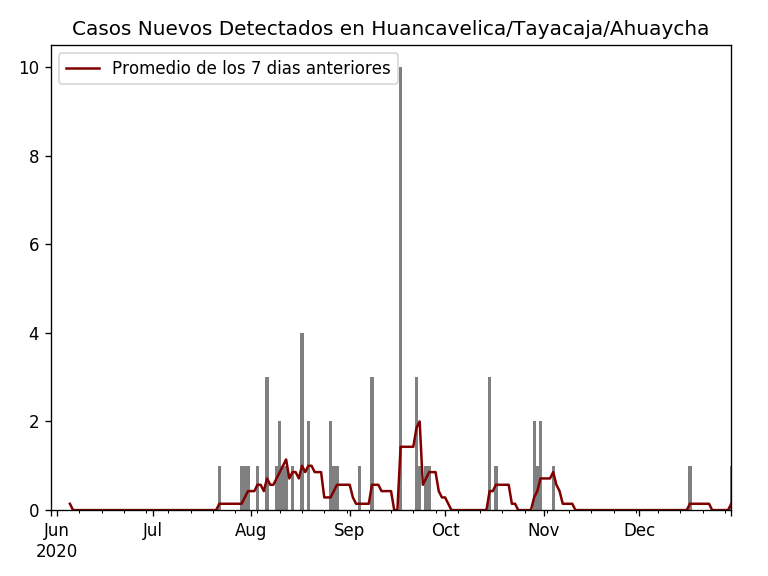 Casos Nuevos Detectados en Huancavelica/Tayacaja/Ahuaycha
Promedio de los 7 dias anteriores
10
8
6
4
2
0
Jun Jul Aug Sep Oct Nov Dec
2020